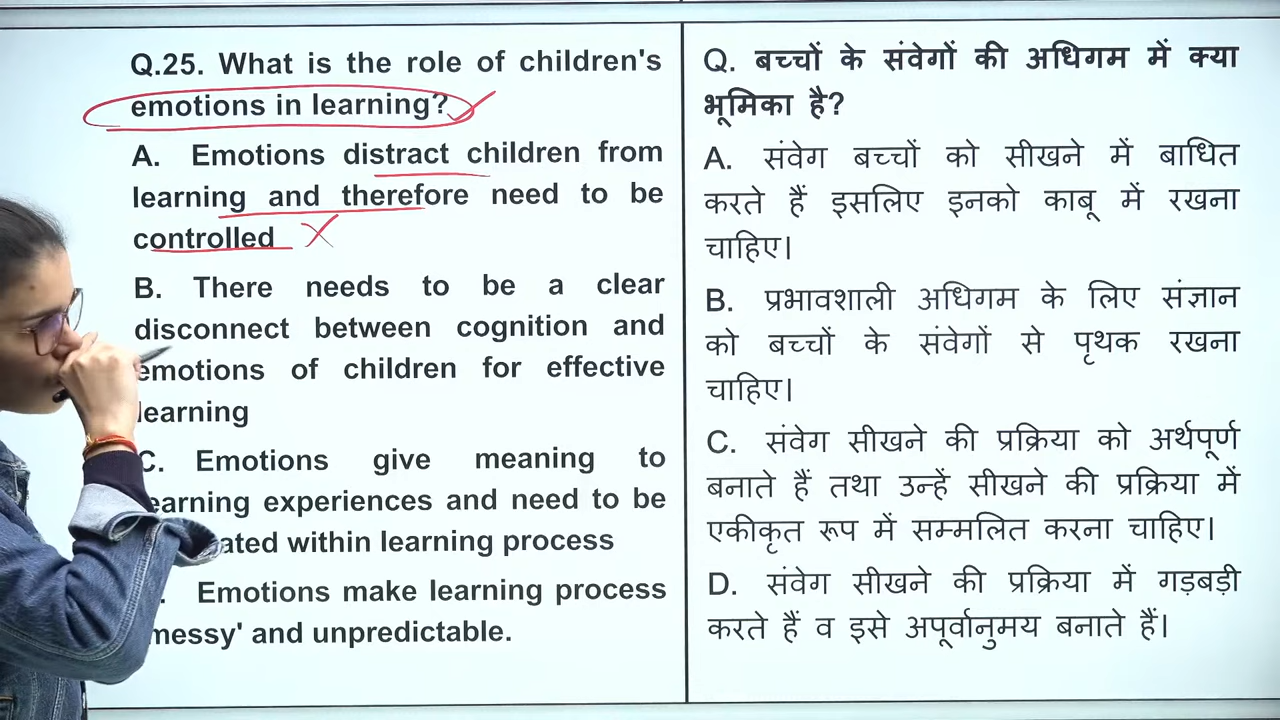 Q.25. What is the role of children's
emotions in learning?
A. Emotions distract children from
learning and therefore need to be
controlled
B. There needs to be a clear
disconnect between cognition and
emotions of children for effective
learning
C. Emotions give meaning to
learning experiences and need to be
ated within learning process
Emotions make learning process
messy' and unpredictable.
Q. बच्चों के संवेगों की अधिगम में क्या
भूमिका है?
A. संवेग बच्चों को सीखने में बाधित
करते हैं इसलिए इनको काबू में रखना
चाहिए।
B. प्रभावशाली अधिगम के लिए संज्ञान
को बच्चों के संवेगों से पृथक रखना
चाहिए।
C. संवेग सीखने की प्रक्रिया को अर्थपूर्ण
बनाते हैं तथा उन्हें सीखने की प्रक्रिया में
एकीकृत रूप में सम्मलित करना चाहिए।
D. संवेग सीखने की प्रक्रिया में गड़बड़ी
करते हैं व इसे अपूर्वानुमय बनाते हैं।